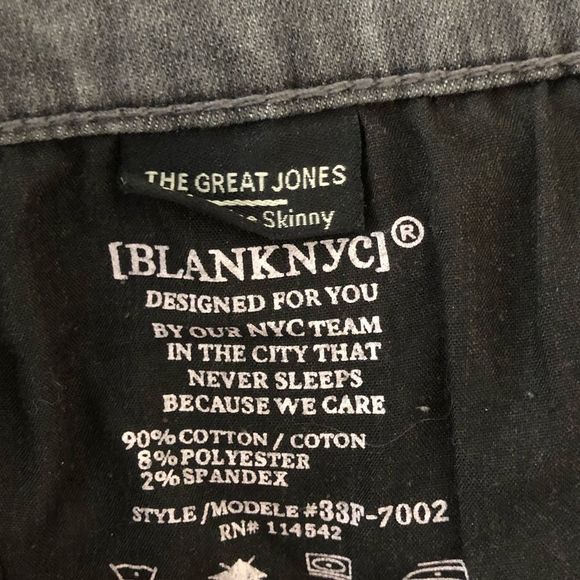 THE GREAT JONES
Skinny
[BLANKNYC]®
DESIGNED FOR YOU
BY OUR NYC TEAM
IN THE CITY THAT
NEVER SLEEPS
BECAUSE WE CARE
90% COTTON / COTON
8% POLYESTER
2% SPANDEX
STYLE/MODELE #33F-7002
RN# 114542